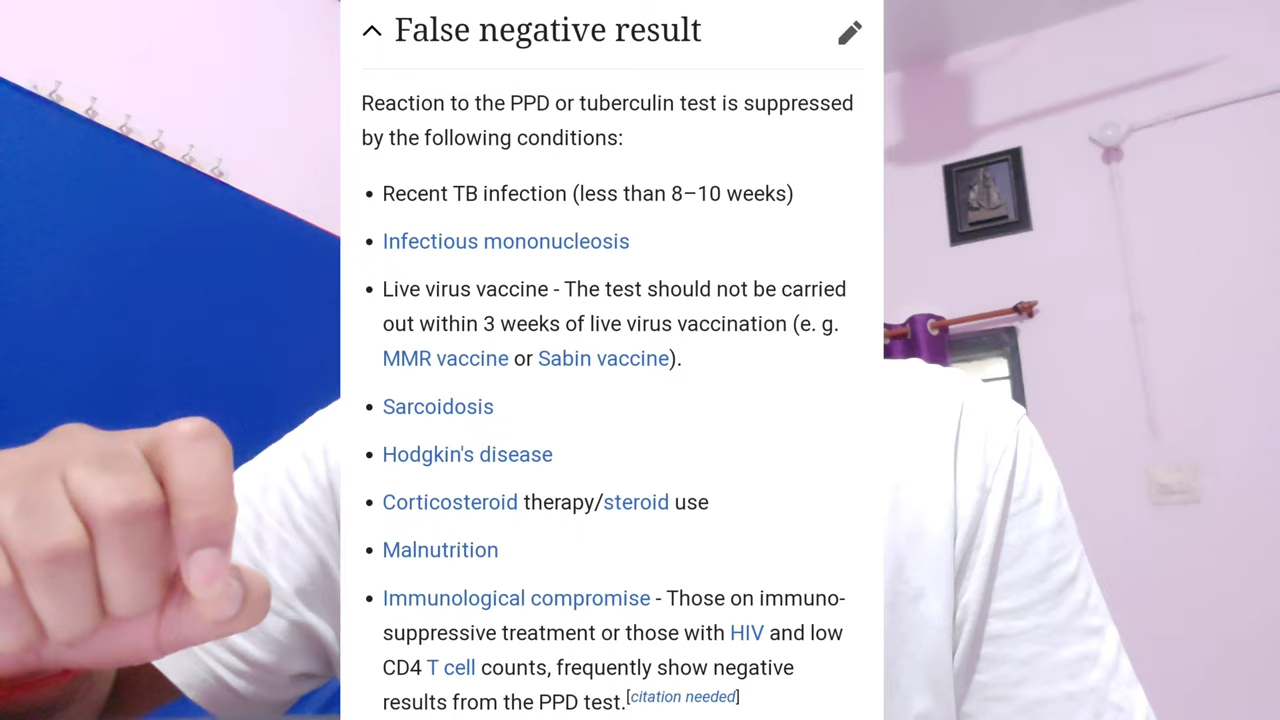 False negative result
Reaction to the PPD or tuberculin test is suppressed
by the following conditions:
• Recent TB infection (less than 8–10 weeks)
• Infectious mononucleosis
• Live virus vaccine - The test should not be carried
out within 3 weeks of live virus vaccination (e. g.
MMR vaccine or Sabin vaccine).
• Sarcoidosis
• Hodgkin's disease
• Corticosteroid therapy/steroid use
• Malnutrition
• Immunological compromise - Those on immuno-
suppressive treatment or those with HIV and low
CD4 T cell counts, frequently show negative
results from the PPD test.[citation needed]